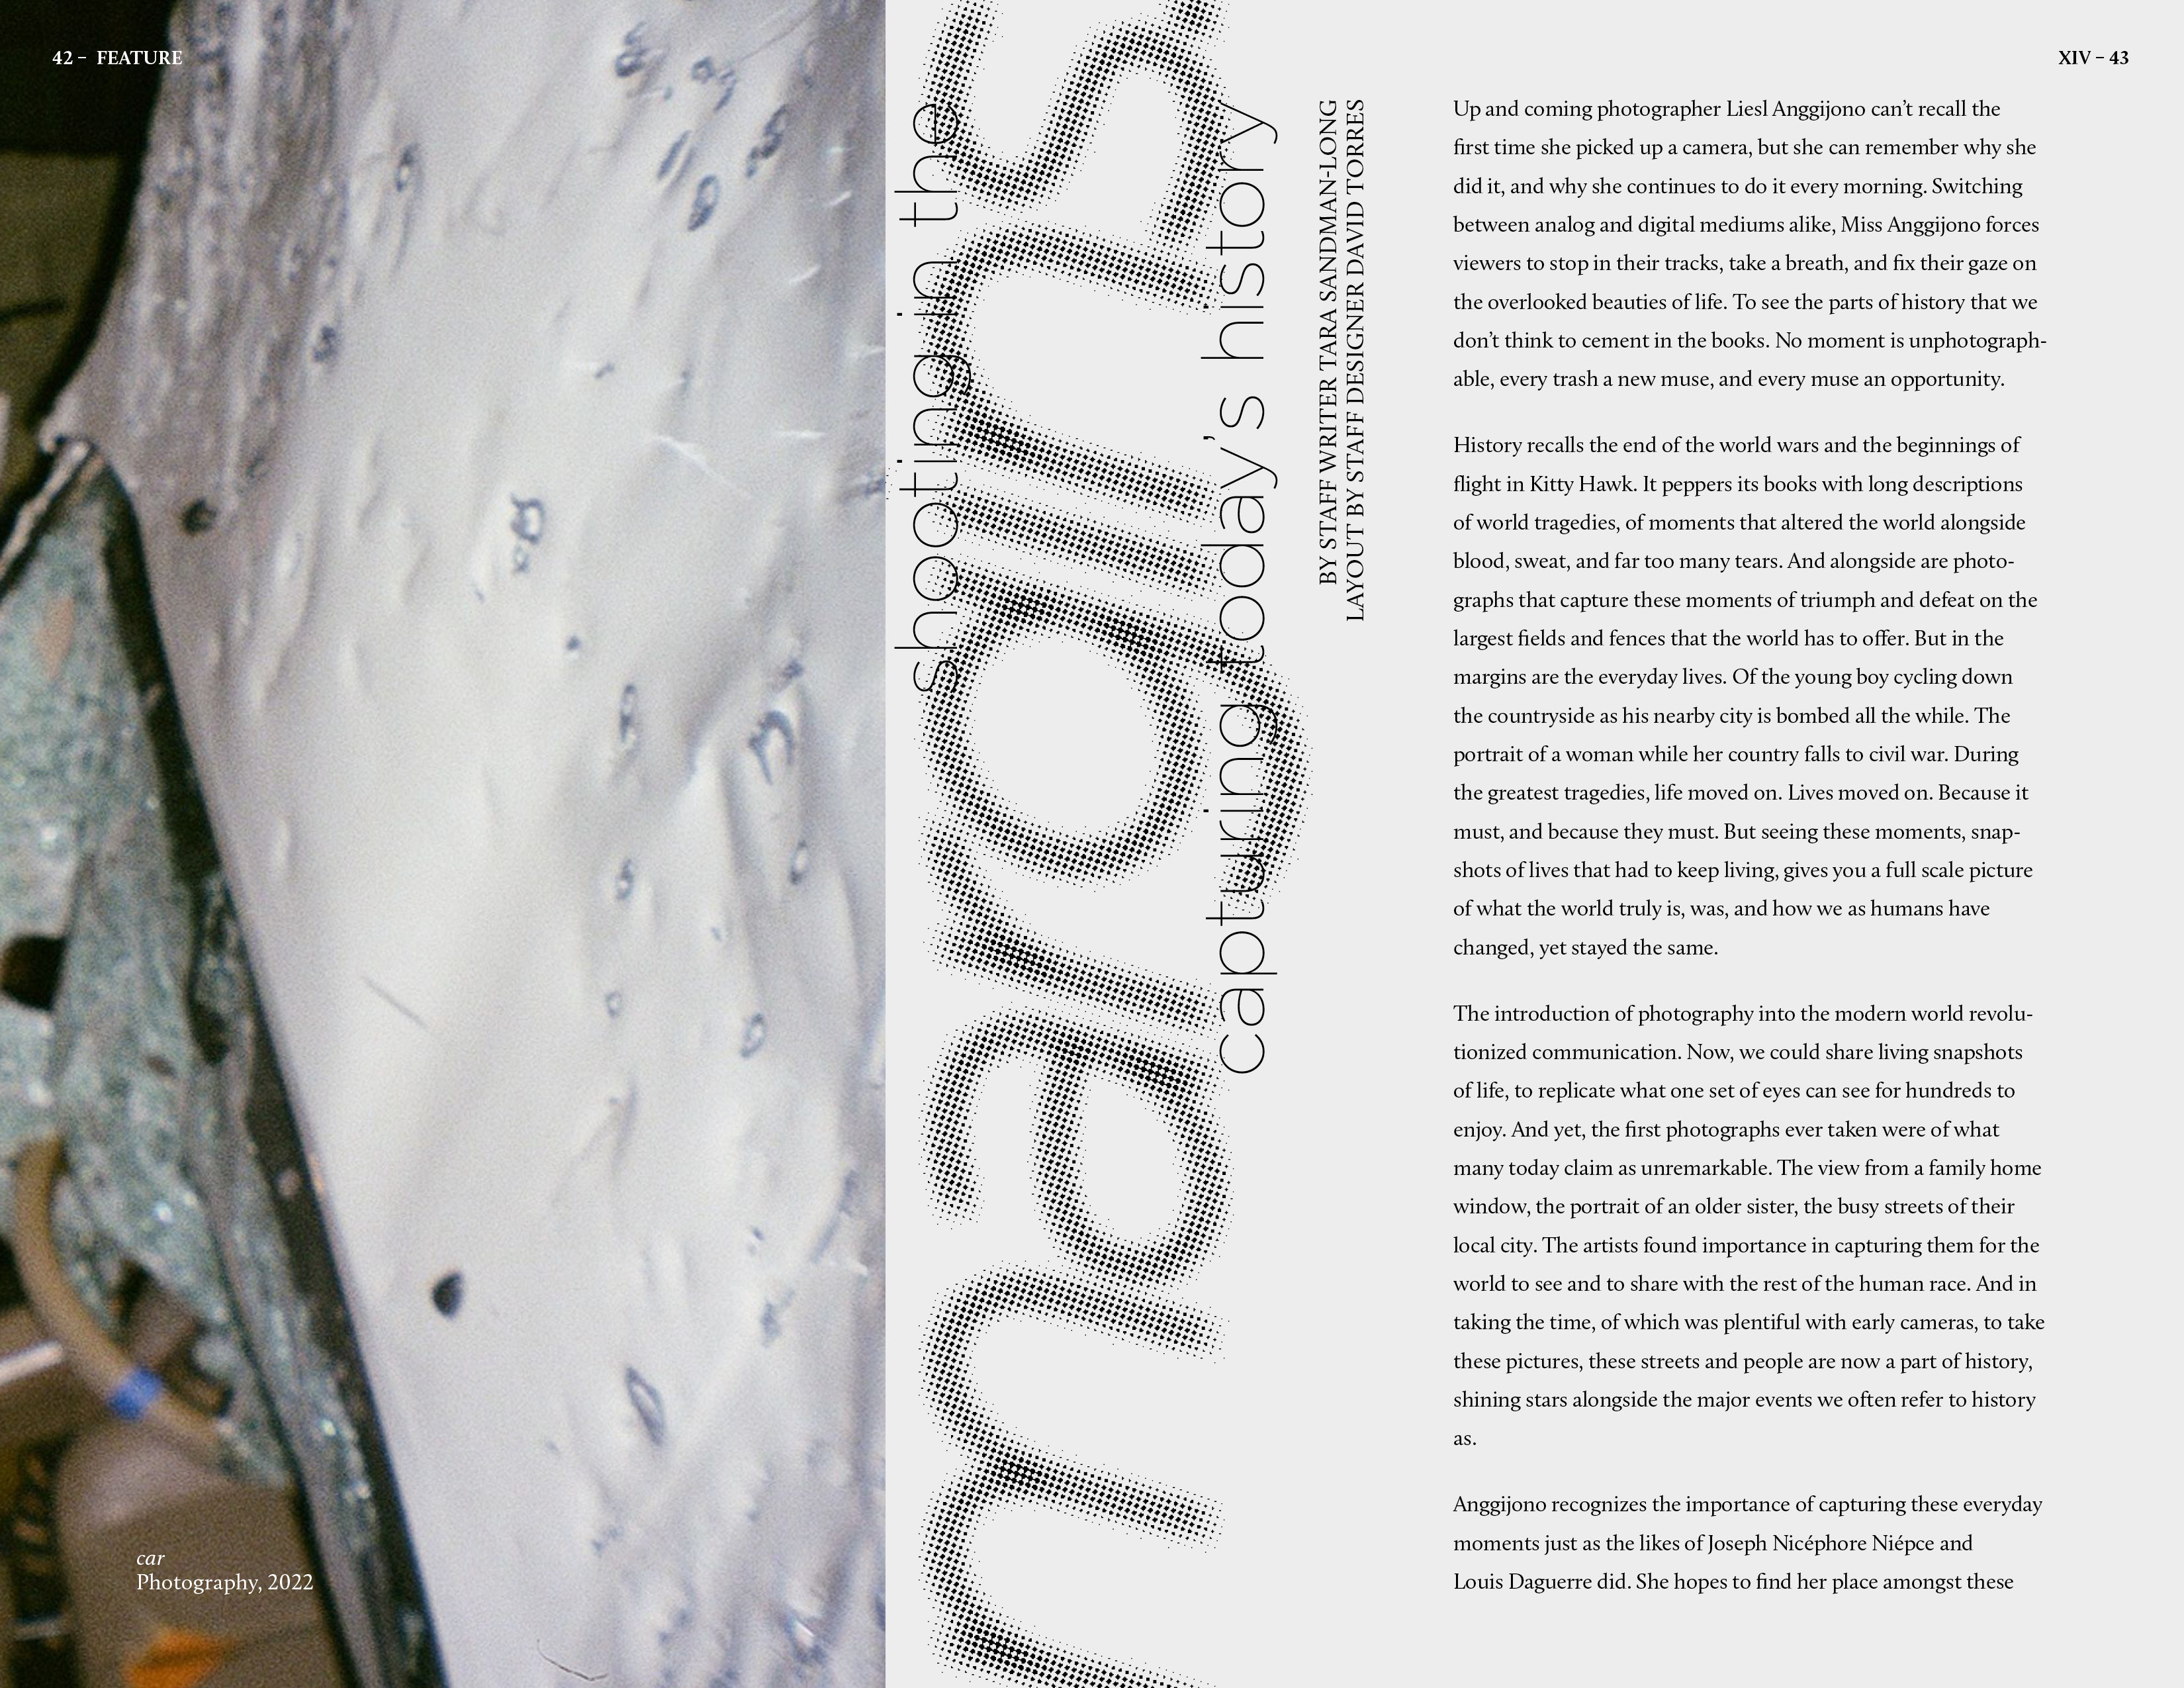 42 – FEATURE
car
Photography, 2022
shooting in the
margins
capturing today’s history
BY STAFF WRITER TARA SANDMAN-LONG
LAYOUT BY STAFF DESIGNER DAVID TORRES
XIV – 43
Up and coming photographer Liesl Anggijono can’t recall the
first time she picked up a camera, but she can remember why she
did it, and why she continues to do it every morning. Switching
between analog and digital mediums alike, Miss Anggijono forces
viewers to stop in their tracks, take a breath, and fix their gaze on
the overlooked beauties of life. To see the parts of history that we
don’t think to cement in the books. No moment is unphotograph-
able, every trash a new muse, and every muse an opportunity.
History recalls the end of the world wars and the beginnings of
flight in Kitty Hawk. It peppers its books with long descriptions
of world tragedies, of moments that altered the world alongside
blood, sweat, and far too many tears. And alongside are photo-
graphs that capture these moments of triumph and defeat on the
largest fields and fences that the world has to offer. But in the
margins are the everyday lives. Of the young boy cycling down
the countryside as his nearby city is bombed all the while. The
portrait of a woman while her country falls to civil war. During
the greatest tragedies, life moved on. Lives moved on. Because it
must, and because they must. But seeing these moments, snap-
shots of lives that had to keep living, gives you a full scale picture
of what the world truly is, was, and how we as humans have
changed, yet stayed the same.
The introduction of photography into the modern world revolu-
tionized communication. Now, we could share living snapshots
of life, to replicate what one set of eyes can see for hundreds to
enjoy. And yet, the first photographs ever taken were of what
many today claim as unremarkable. The view from a family home
window, the portrait of an older sister, the busy streets of their
local city. The artists found importance in capturing them for the
world to see and to share with the rest of the human race. And in
taking the time, of which was plentiful with early cameras, to take
these pictures, these streets and people are now a part of history,
shining stars alongside the major events we often refer to history
as.
Anggijono recognizes the importance of capturing these everyday
moments just as the likes of Joseph Nicéphore Niépce and
Louis Daguerre did. She hopes to find her place amongst these